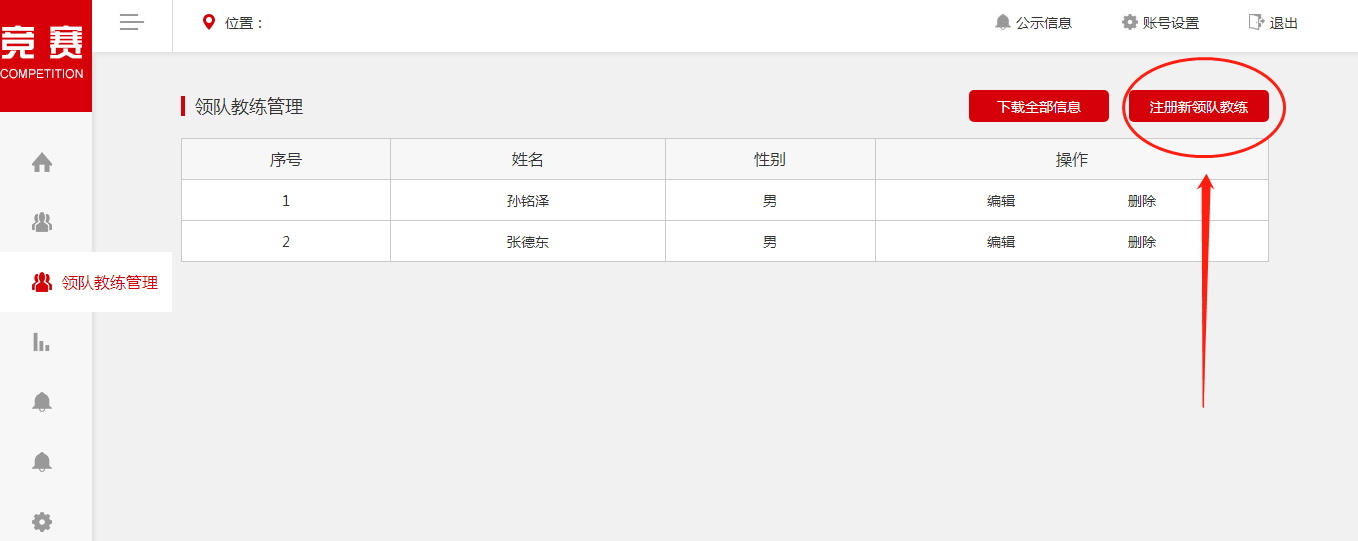 竞赛
COMPETITION
位置：
公示信息
账号设置
退出
领队教练管理
下载全部信息
注册新领队教练
序号 姓名 性别 操作
1 孙铭泽 男 编辑 删除
2 张德东 男 编辑 删除
领队教练管理